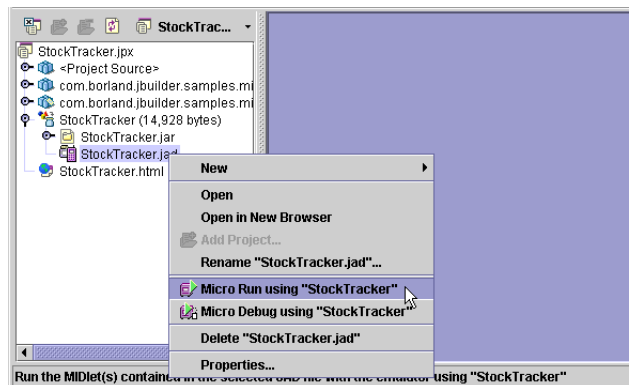 StockTrac...
StockTracker.jpx
<Project Source>
com.borland.jbuilder.samples.mi
com.borland.jbuilder.samples.mi
StockTracker (14,928 bytes)
StockTracker.jar
StockTracker.jad
StockTracker.html
New
Open
Open in New Browser
Add Project...
Rename "StockTracker.jad"...
Micro Run using "StockTracker"
Micro Debug using "StockTracker"
Delete "StockTracker.jad"
Properties...
Run the MIDlet(s) contained in the selected JAD file with the emulator using "StockTracker"